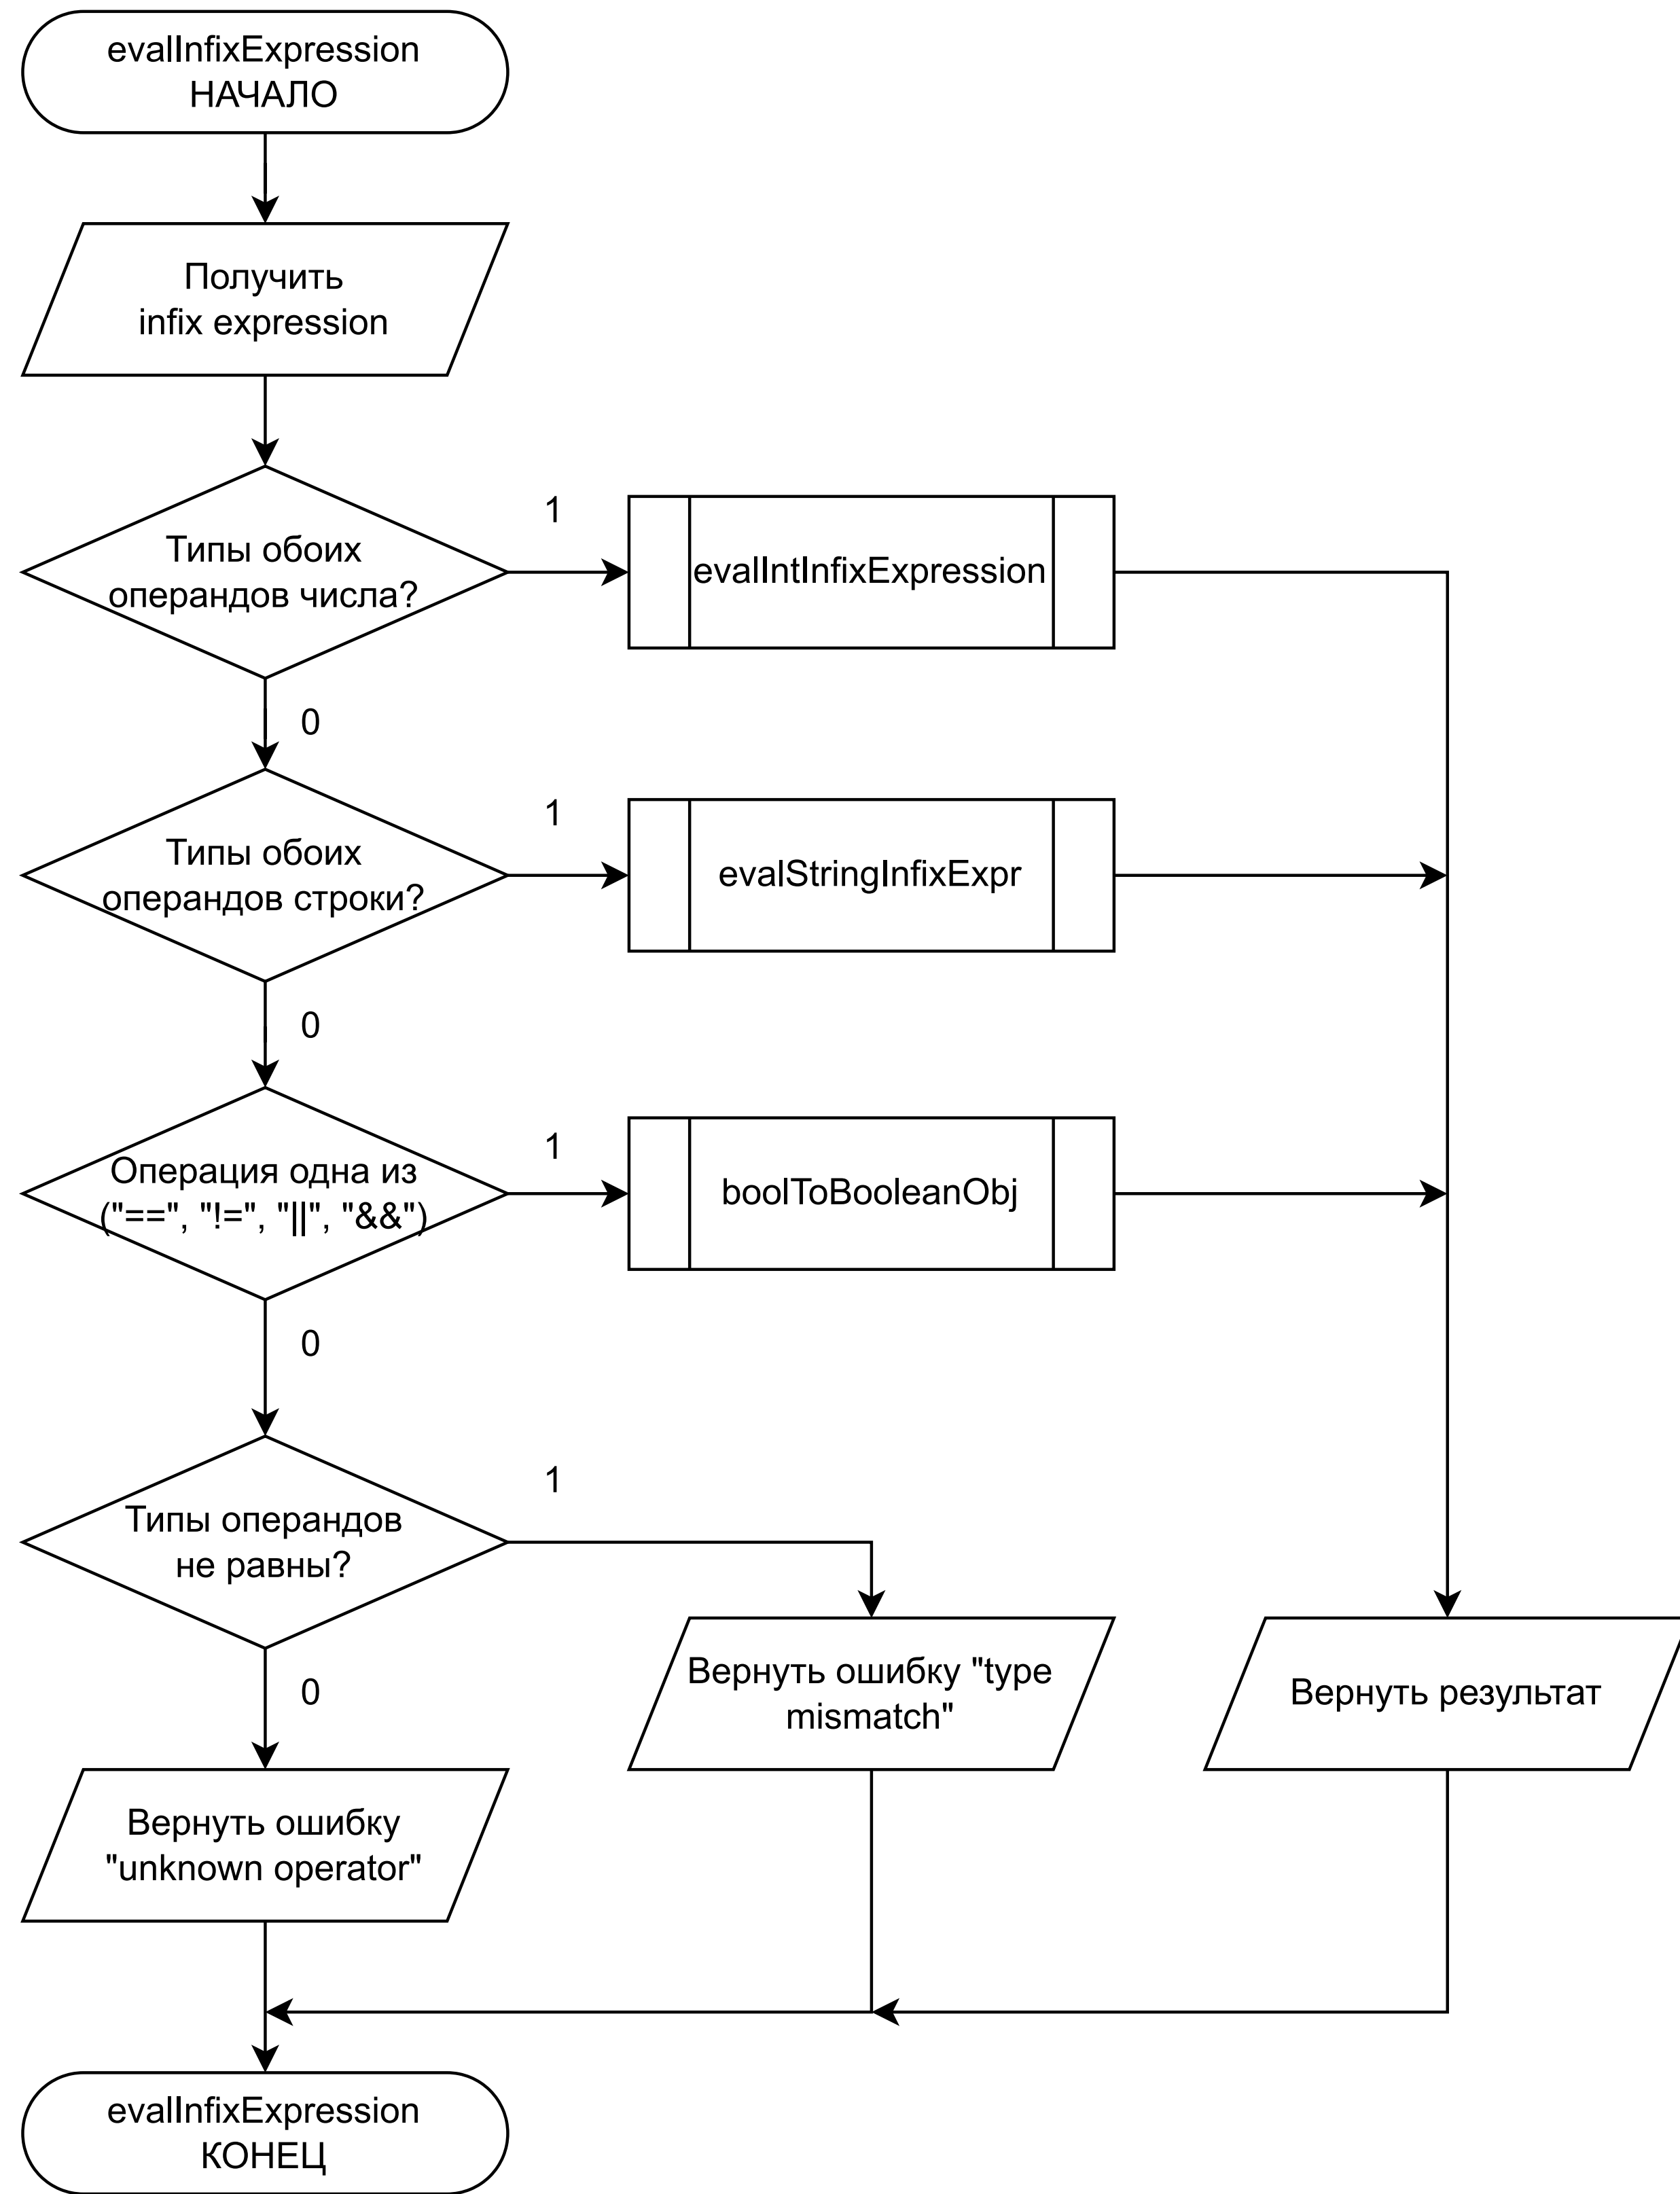 evalInfixExpression
НАЧАЛО
Получить
infix expression
Типы обоих
операндов числа?
1
evalIntInfixExpression
0
Типы обоих
операндов строки?
1
evalStringInfixExpr
0
Операция одна из
("==", "!=", "||", "&&")
1
boolToBooleanObj
0
Типы операндов
не равны?
1
0
Вернуть ошибку "type
mismatch"
Вернуть результат
Вернуть ошибку
"unknown operator"
evalInfixExpression
КОНЕЦ